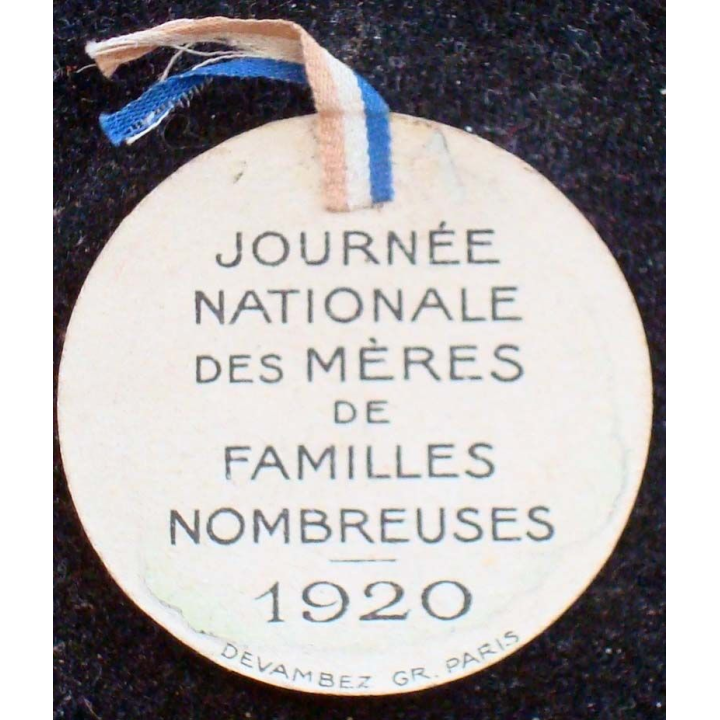 JOURNÉE
NATIONALE
DES MÈRES
DE
FAMILLES
NOMBREUSES
1920
DEVAMBEZ GR. PARIS